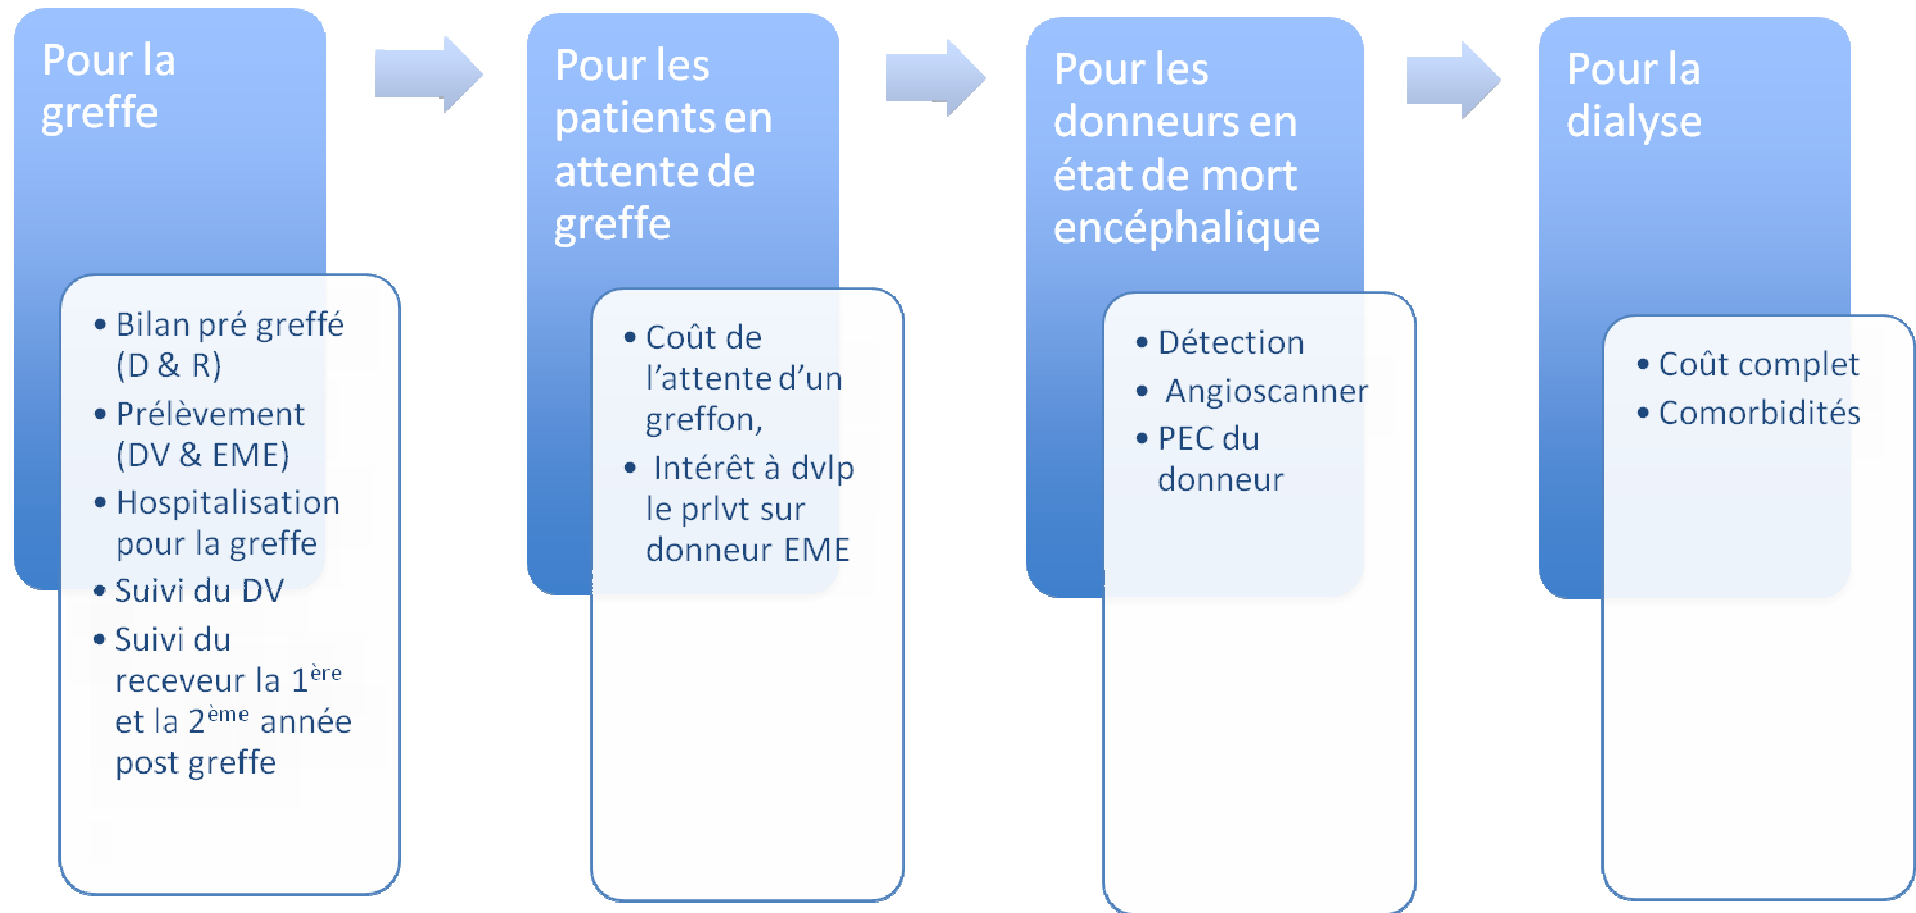 Pour la
greffe
• Bilan pré greffé
(D & R)
• Prélèvement
(DV & EME)
• Hospitalisation
pour la greffe
• Suivi du DV
• Suivi du
receveur la 1ère
et la 2ème année
post greffe
Pour les
patients en
attente de
greffe
• Coût de
l’attente d’un
greffon,
• Intérêt à dvlp
le prlvt sur
donneur EME
Pour les
donneurs en
état de mort
encéphalique
• Détection
• Angioscanner
• PEC du
donneur
Pour la
dialyse
• Coût complet
• Comorbidités